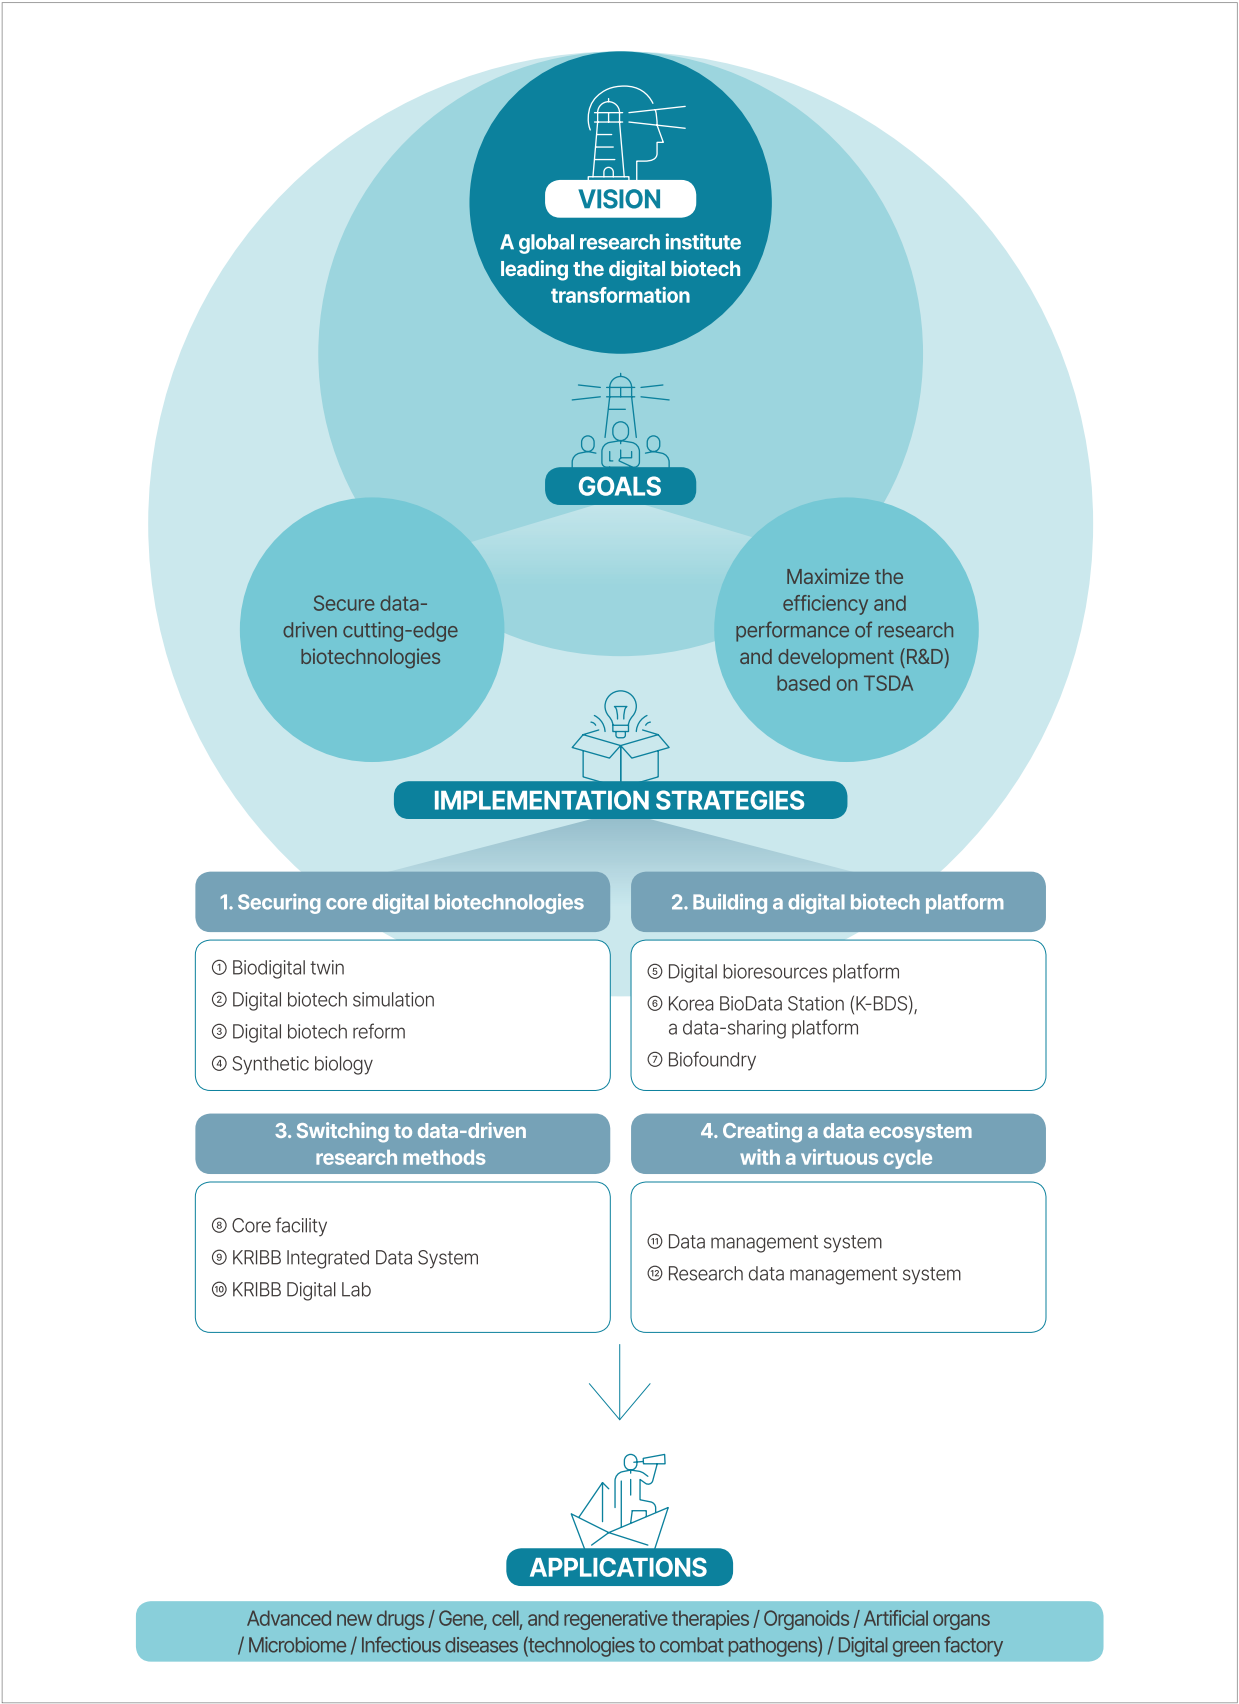 VISION
A global research institute
leading the digital biotech
transformation
GOALS
Secure data-
driven cutting-edge
biotechnologies
Maximize the
efficiency and
performance of research
and development (R&D)
based on TSDA
IMPLEMENTATION STRATEGIES
1. Securing core digital biotechnologies
① Biodigital twin
② Digital biotech simulation
③ Digital biotech reform
④ Synthetic biology
2. Building a digital biotech platform
⑤ Digital bioresources platform
⑥ Korea BioData Station (K-BDS),
a data-sharing platform
⑦ Biofoundry
3. Switching to data-driven
research methods
⑧ Core facility
⑨ KRIBB Integrated Data System
⑩ KRIBB Digital Lab
4. Creating a data ecosystem
with a virtuous cycle
⑪ Data management system
⑫ Research data management system
APPLICATIONS
Advanced new drugs / Gene, cell, and regenerative therapies / Organoids / Artificial organs
/ Microbiome / Infectious diseases (technologies to combat pathogens) / Digital green factory